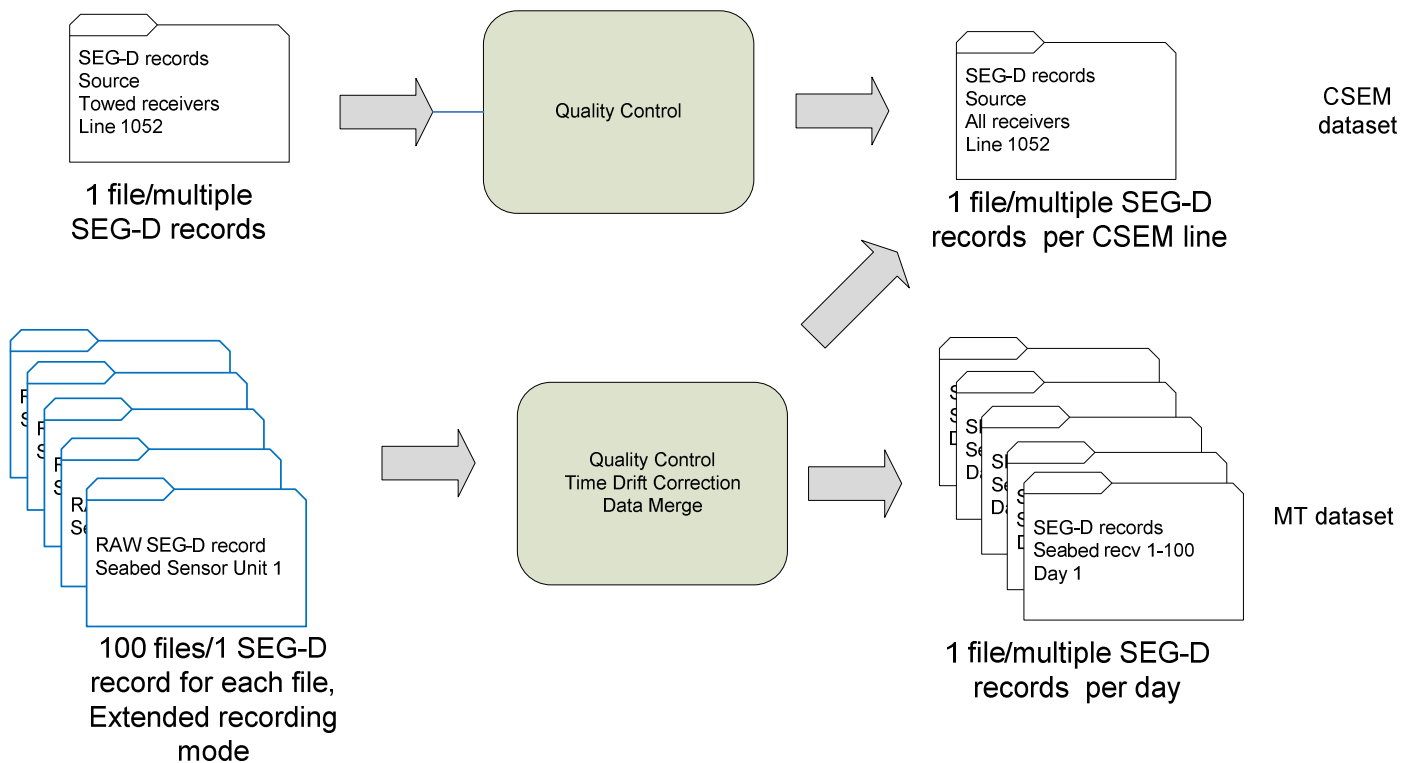 SEG-D records
Source
Towed receivers
Line 1052
1 file/multiple
SEG-D records
Quality Control
SEG-D records
Source
All receivers
Line 1052
1 file/multiple SEG-D
records per CSEM line
CSEM
dataset
RAW SEG-D record
Seabed Sensor Unit 1
100 files/1 SEG-D
record for each file,
Extended recording
mode
Quality Control
Time Drift Correction
Data Merge
SEG-D records
Seabed recv 1-100
Day 1
1 file/multiple SEG-D
records per day
MT dataset